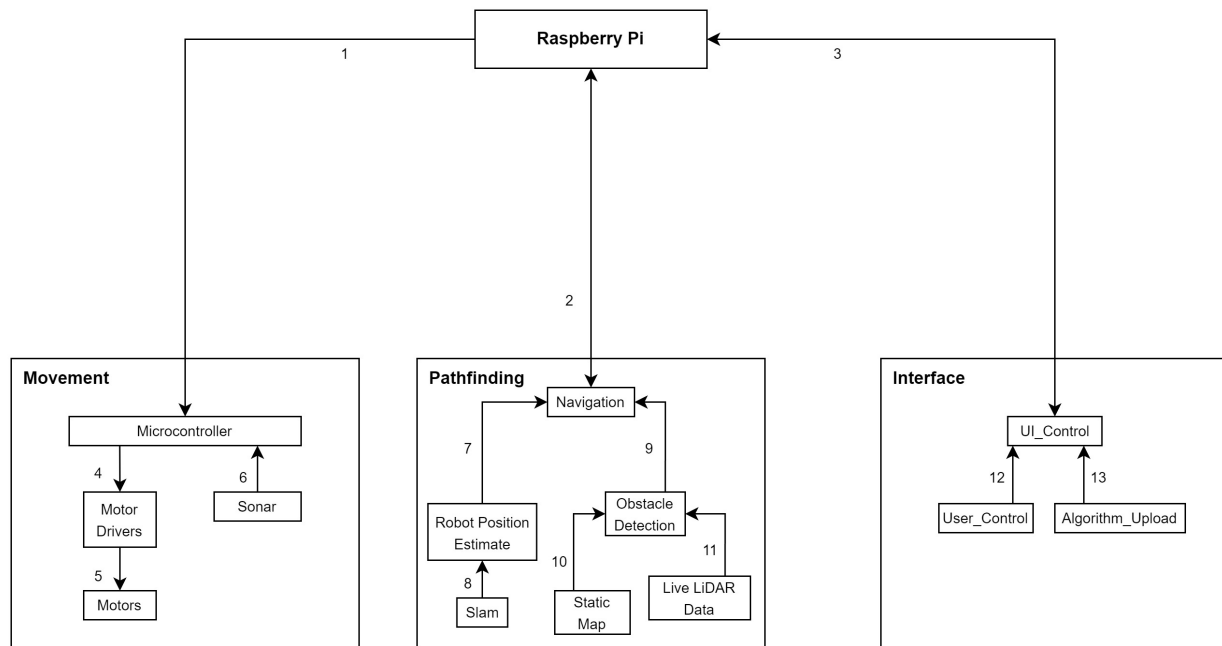 Raspberry Pi
1
3
2
Movement
Pathfinding
Interface
Navigation
Microcontroller
UI_Control
7
9
4
6
12
13
Motor
Drivers
Sonar
Robot Position
Estimate
Obstacle
Detection
User_Control
Algorithm_Upload
10
11
5
8
Motors
Slam
Static
Map
Live LiDAR
Data